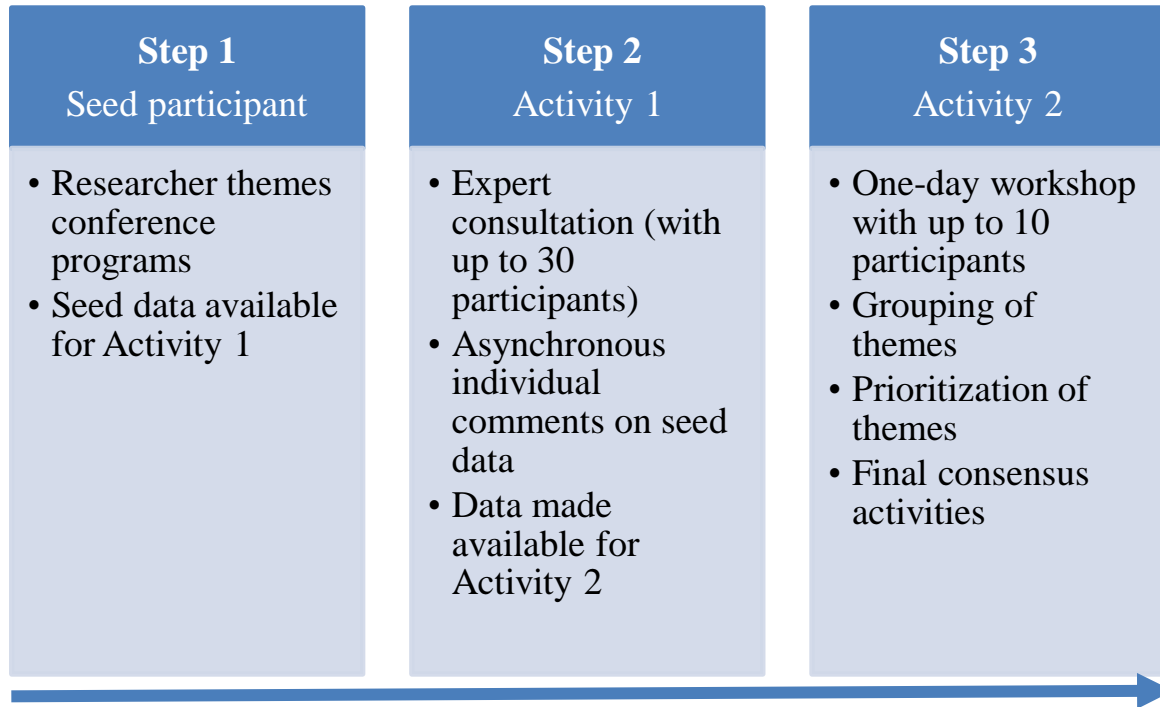 Step 1
Seed participant
• Researcher themes
conference
programs
• Seed data available
for Activity 1
Step 2
Activity 1
• Expert
consultation (with
up to 30
participants)
• Asynchronous
individual
comments on seed
data
• Data made
available for
Activity 2
Step 3
Activity 2
• One-day workshop
with up to 10
participants
• Grouping of
themes
• Prioritization of
themes
• Final consensus
activities